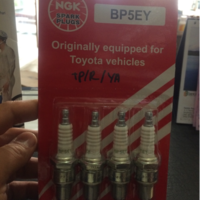 NGK
SPARK
PLUGS
BP5EY
Originally equipped for
Toyota vehicles